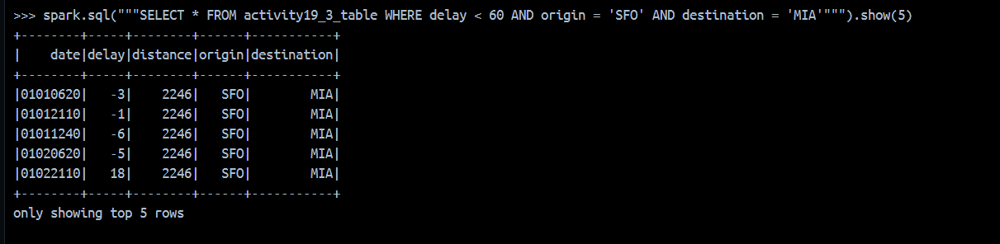 >>> spark.sql("""SELECT * FROM activity19_3_table WHERE delay < 60 AND origin = 'SFO' AND destination = 'MIA'""").show(5)
+--------+-----+--------+------+-----------+
|    date|delay|distance|origin|destination|
+--------+-----+--------+------+-----------+
|01010620|   -3|    2246|   SFO|        MIA|
|01012110|   -1|    2246|   SFO|        MIA|
|01011240|   -6|    2246|   SFO|        MIA|
|01020620|   -5|    2246|   SFO|        MIA|
|01022110|   18|    2246|   SFO|        MIA|
+--------+-----+--------+------+-----------+
only showing top 5 rows